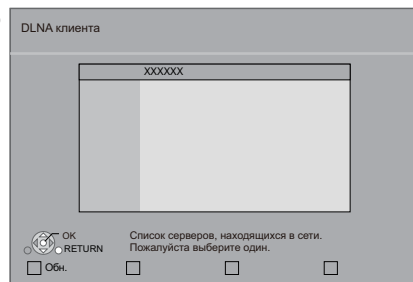 DLNA клиента
XXXXXX
OK
RETURN
Список серверов, находящихся в сети.
Пожалуйста выберите один.
Обн.